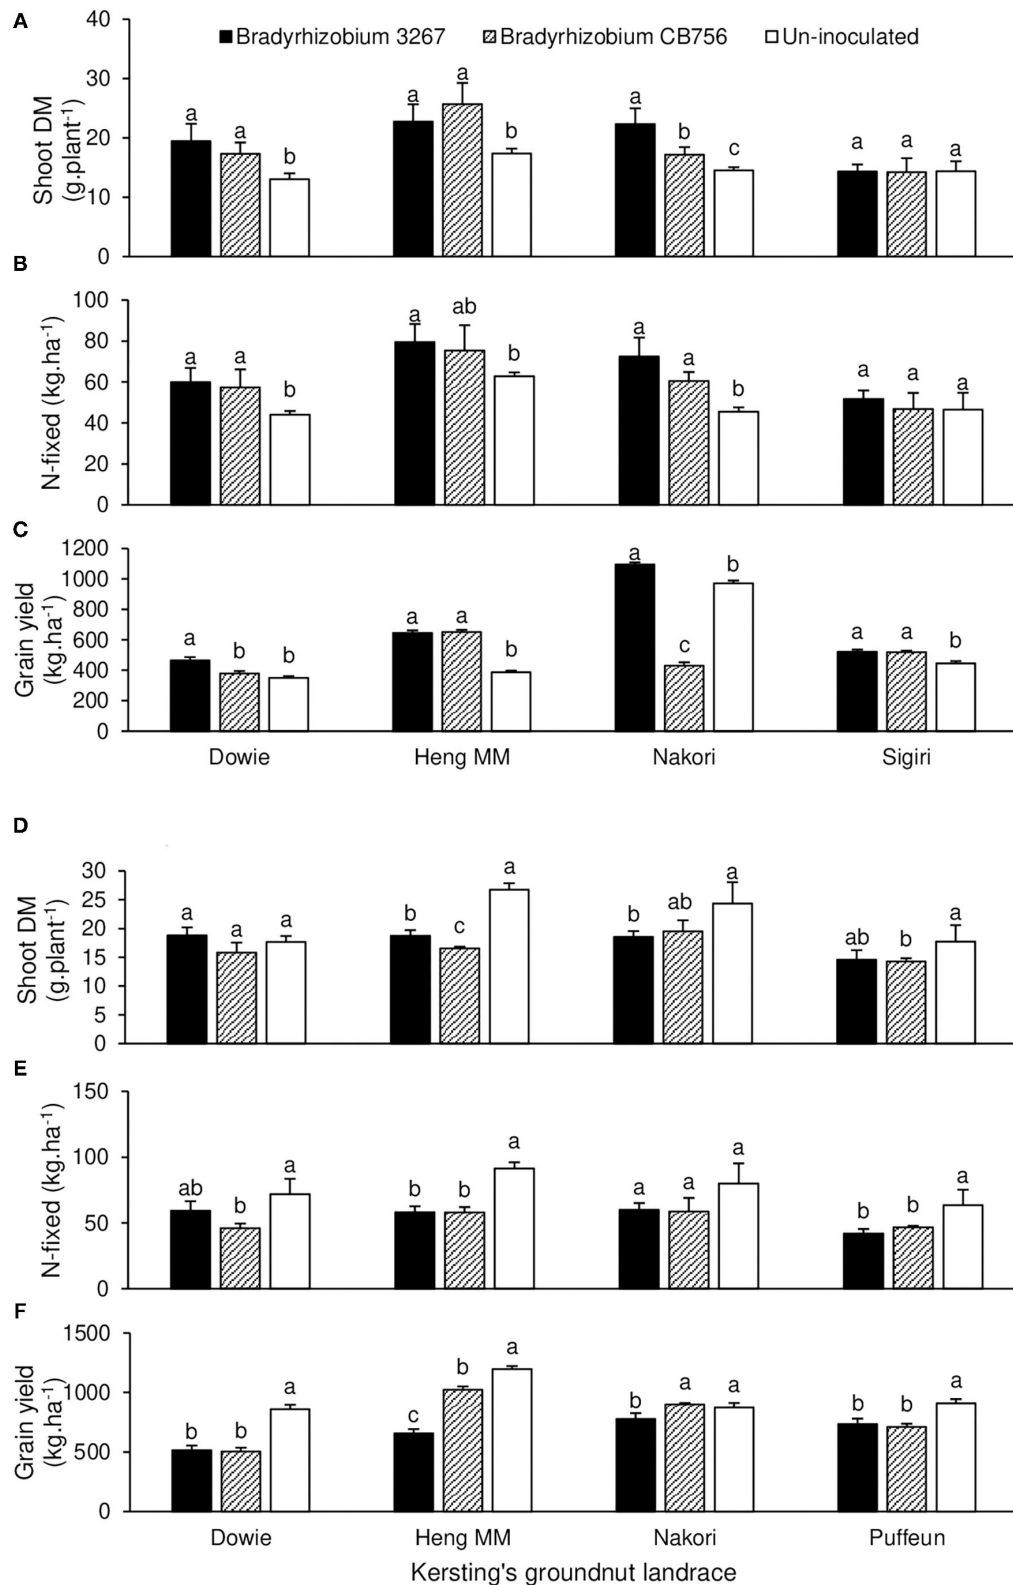 A
Bradyrhizobium 3267 Bradyrhizobium CB756 Un-inoculated
Shoot DM
(g.plant-1)
40
30
20
10
0
a a b
a a b
a b c
a a a
B
N-fixed (kg.ha-1)
100
80
60
40
20
0
a a b
a ab b
a a b
a a a
C
Grain yield
(kg.ha-1)
1200
1000
800
600
400
200
0
a b b
a a b
a c b
a a b
Dowie Heng MM Nakori Sigiri
D
Shoot DM
(g.plant-1)
30
25
20
15
10
5
0
a a a
b c a
b ab a
ab b a
E
N-fixed (kg.ha-1)
150
100
50
0
ab b a
b b a
a a a
b b a
F
Grain yield
(kg.ha-1)
1500
1000
500
0
b b a
c b a
b a a
b b a
Dowie Heng MM Nakori Puffeun
Kersting's groundnut landrace